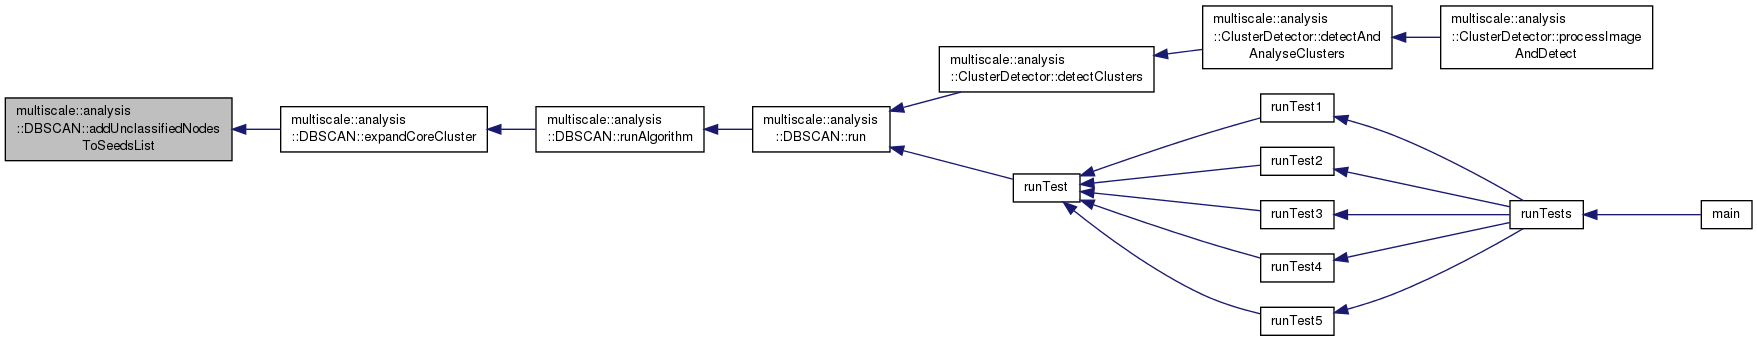 multiscale::analysis
::DBSCAN::addUnclassifiedNodes
ToSeedsList
multiscale::analysis
::DBSCAN::expandCoreCluster
multiscale::analysis
::DBSCAN::runAlgorithm
multiscale::analysis
::DBSCAN::run
multiscale::analysis
::ClusterDetector::detectClusters
multiscale::analysis
::ClusterDetector::detectAnd
AnalyseClusters
multiscale::analysis
::ClusterDetector::processImage
AndDetect
runTest
runTest1
runTest2
runTest3
runTest4
runTest5
runTests
main